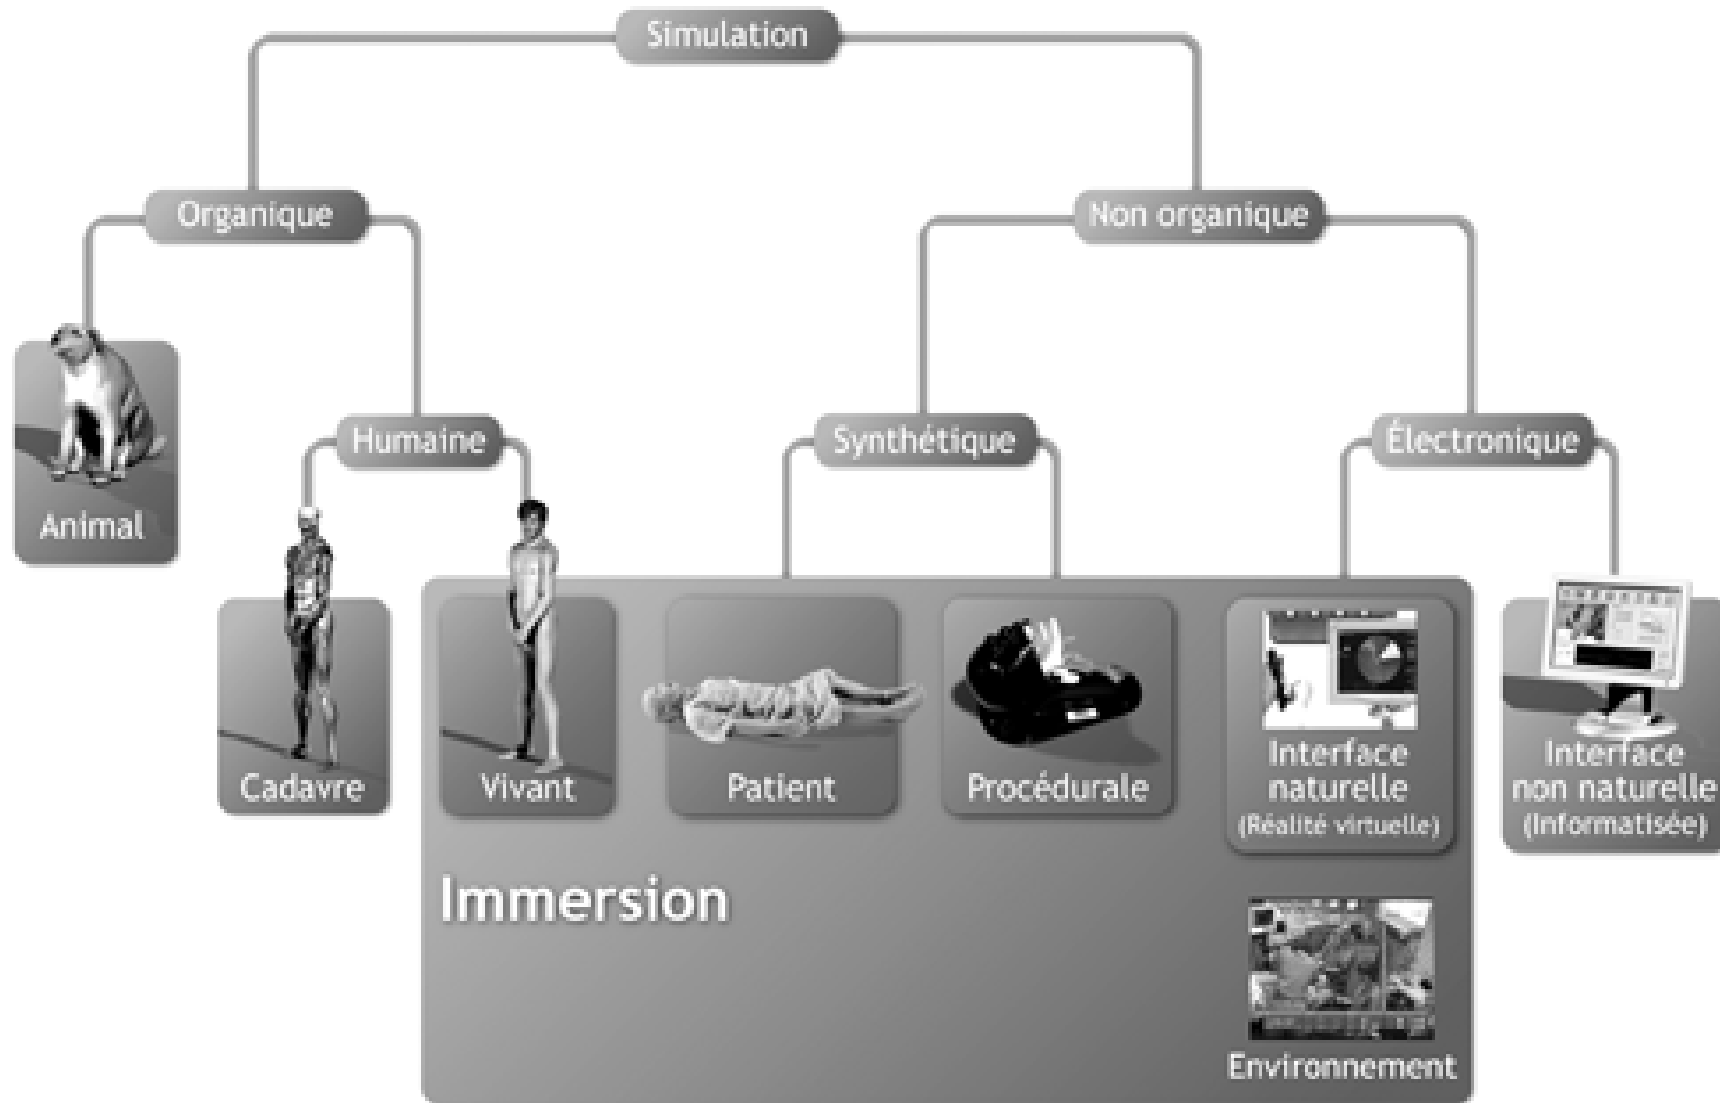 Simulation
Organique
Non organique
Humaine
Synthétique
Électronique
Animal
Cadavre
Vivant
Patient
Procédurale
Interface
naturelle
(Réalité virtuelle)
Interface
non naturelle
(Informatisée)
Immersion
Environnement